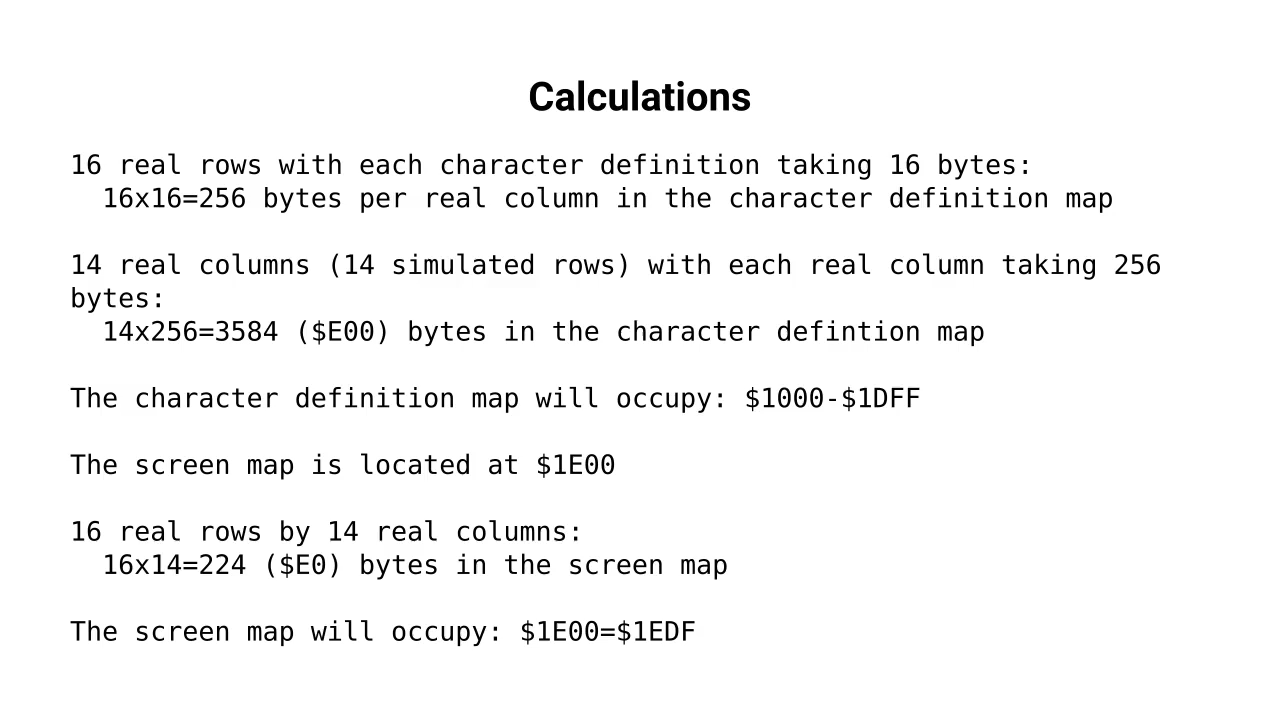 Calculations
16 real rows with each character definition taking 16 bytes:
16x16=256 bytes per real column in the character definition map
14 real columns (14 simulated rows) with each real column taking 256
bytes:
14x256=3584 ($E00) bytes in the character defintion map
The character definition map will occupy: $1000-$1DFF
The screen map is located at $1E00
16 real rows by 14 real columns:
16x14=224 ($E0) bytes in the screen map
The screen map will occupy: $1E00=$1EDF